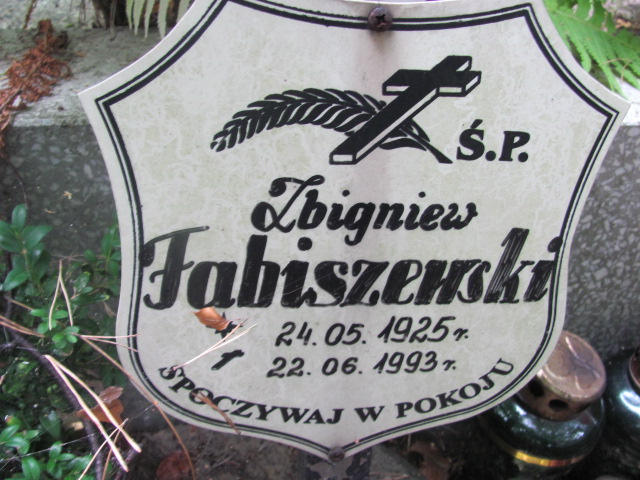 Ś.P.
Zbigniew
Fabiszewski
24.05.1925 r.
† 22.06.1993 r.
SPOCZYWAJ W POKOJU